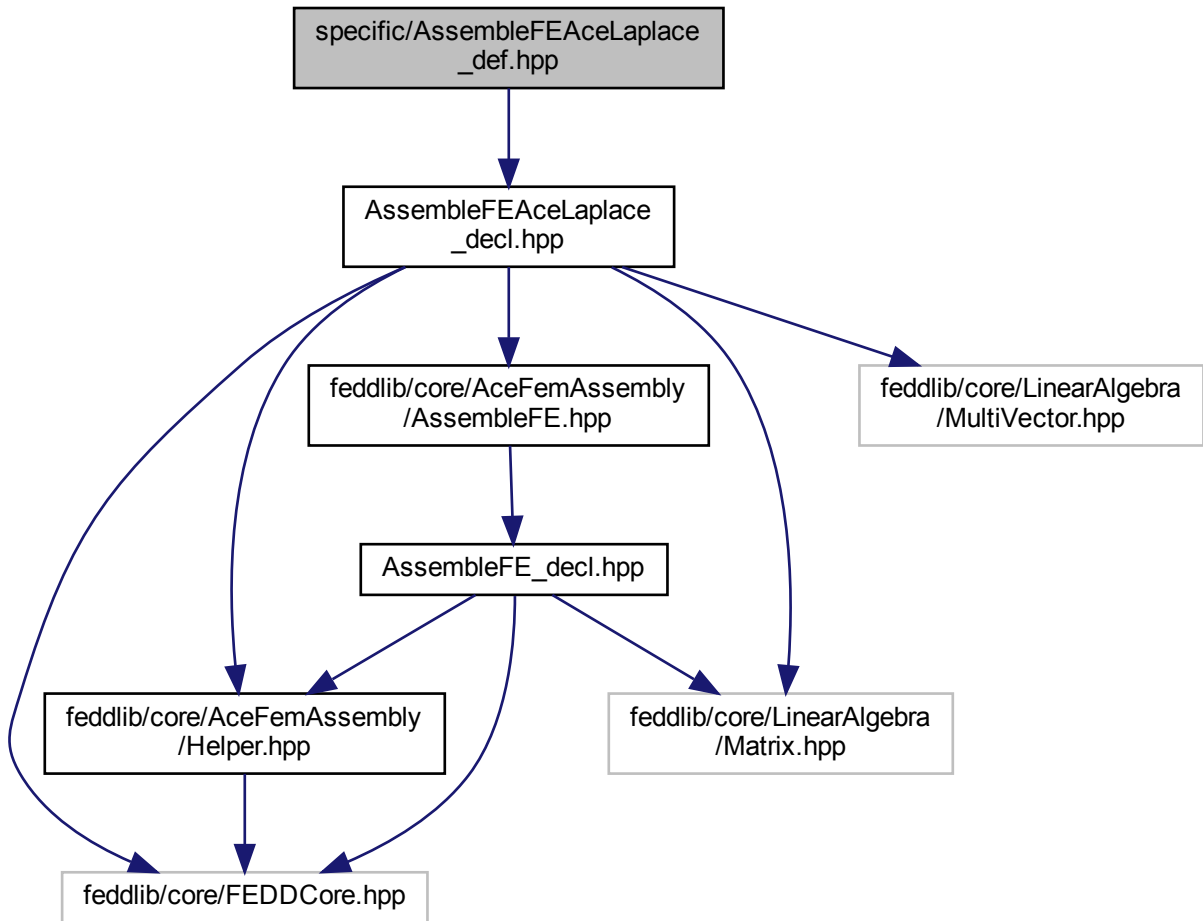 specific/AssembleFEAceLaplace
_def.hpp
AssembleFEAceLaplace
_decl.hpp
feddlib/core/AceFemAssembly
/AssembleFE.hpp
feddlib/core/LinearAlgebra
/MultiVector.hpp
AssembleFE_decl.hpp
feddlib/core/AceFemAssembly
/Helper.hpp
feddlib/core/LinearAlgebra
/Matrix.hpp
feddlib/core/FEDDCore.hpp